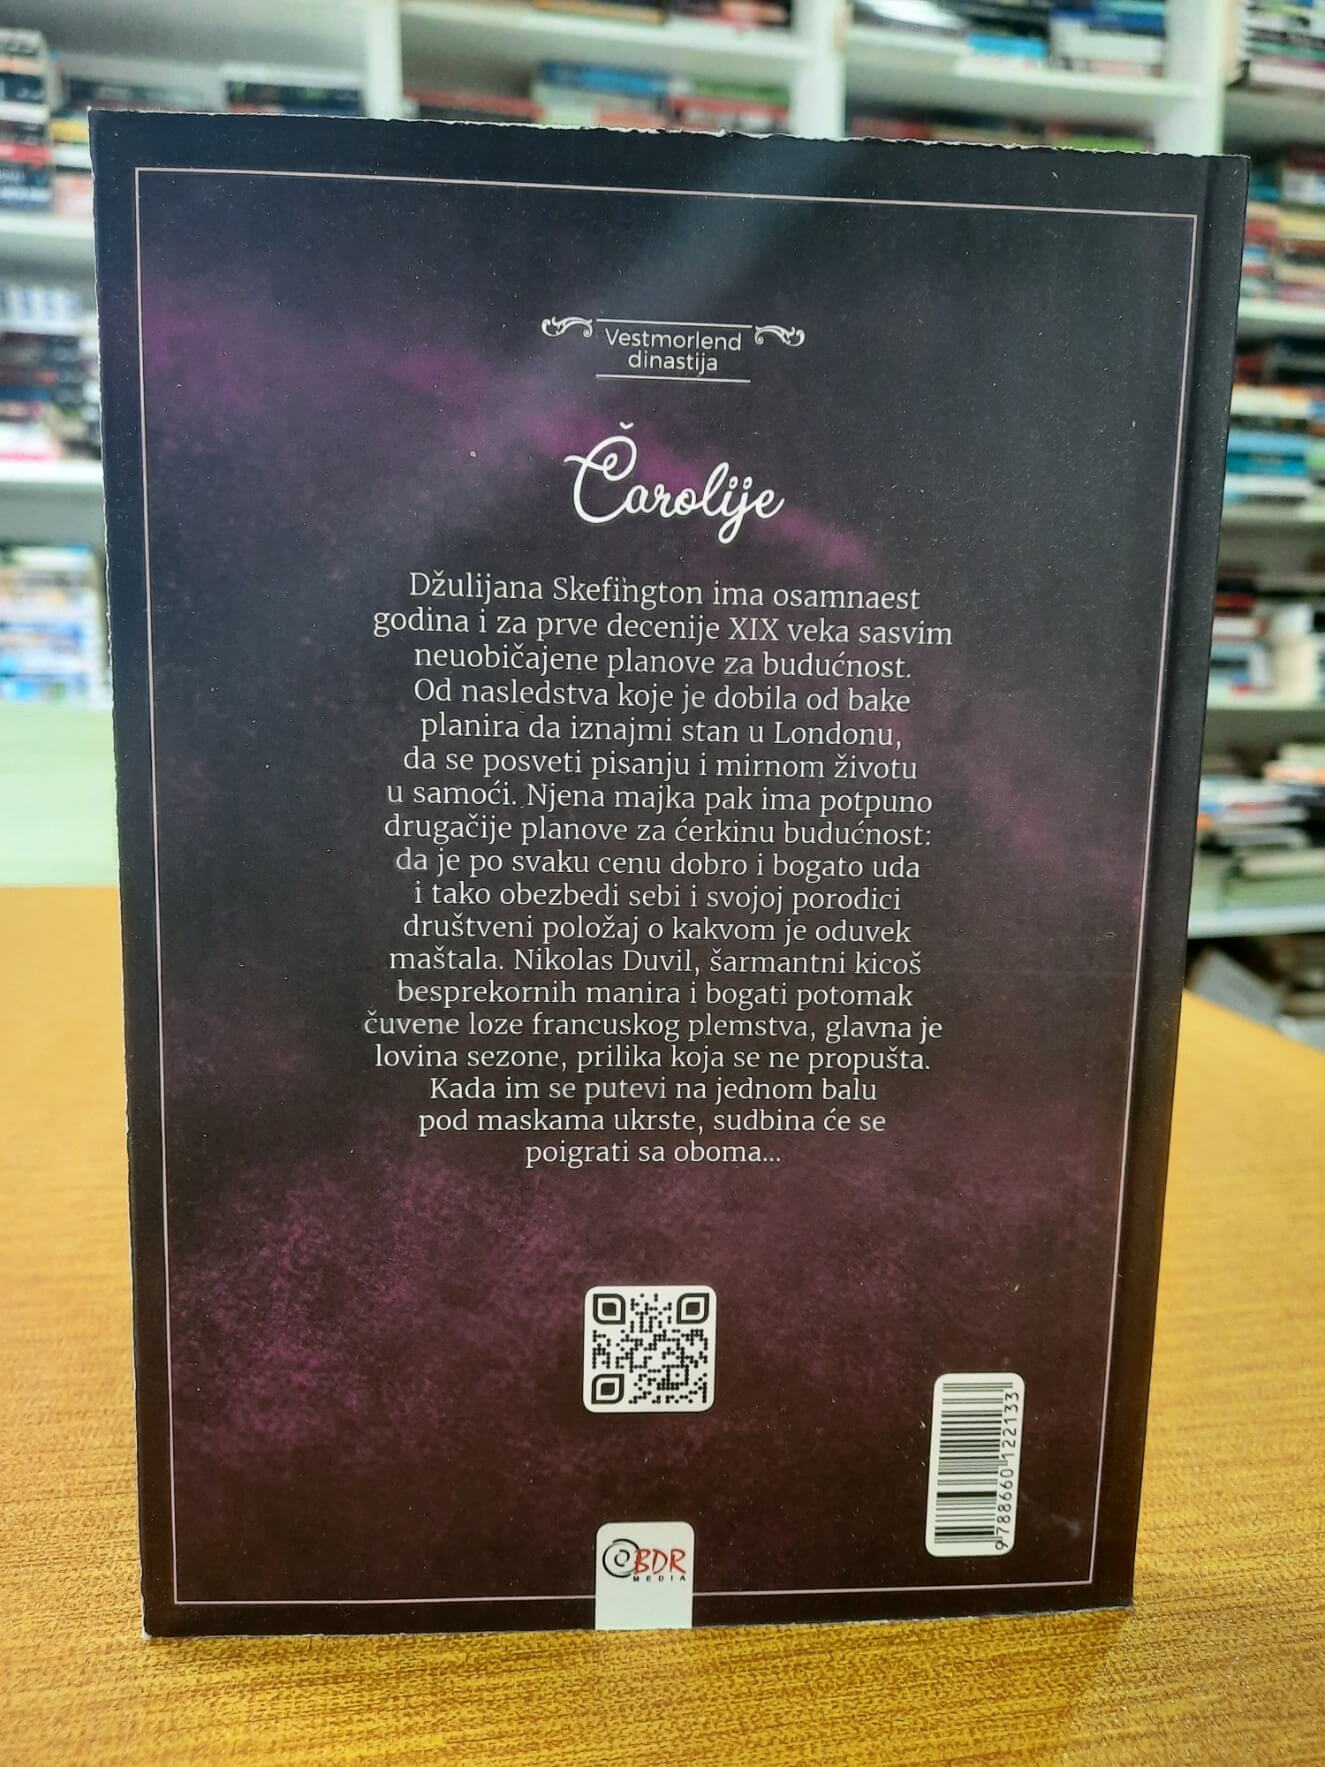 Vestmorlend
dinastija
Čarolije
Džulijana Skefington ima osamnaest
godina i za prve decenije XIX veka sasvim
neuobičajene planove za budućnost.
Od nasledstva koje je dobila od bake
planira da iznajmi stan u Londonu,
da se posveti pisanju i mirnom životu
u samoći. Njena majka pak ima potpuno
drugačije planove za ćerkinu budućnost:
da je po svaku cenu dobro i bogato uda
i tako obezbedi sebi i svojoj porodici
društveni položaj o kakvom je oduvek
maštala. Nikolas Duvil, šarmantni kicoš
besprekornih manira i bogati potomak
čuvene loze francuskog plemstva, glavna je
lovina sezone, prilika koja se ne propušta.
Kada im se putevi na jednom balu
pod maskama ukrste, sudbina će se
poigrati sa oboma...
9788660122133
BDR
MEDIA